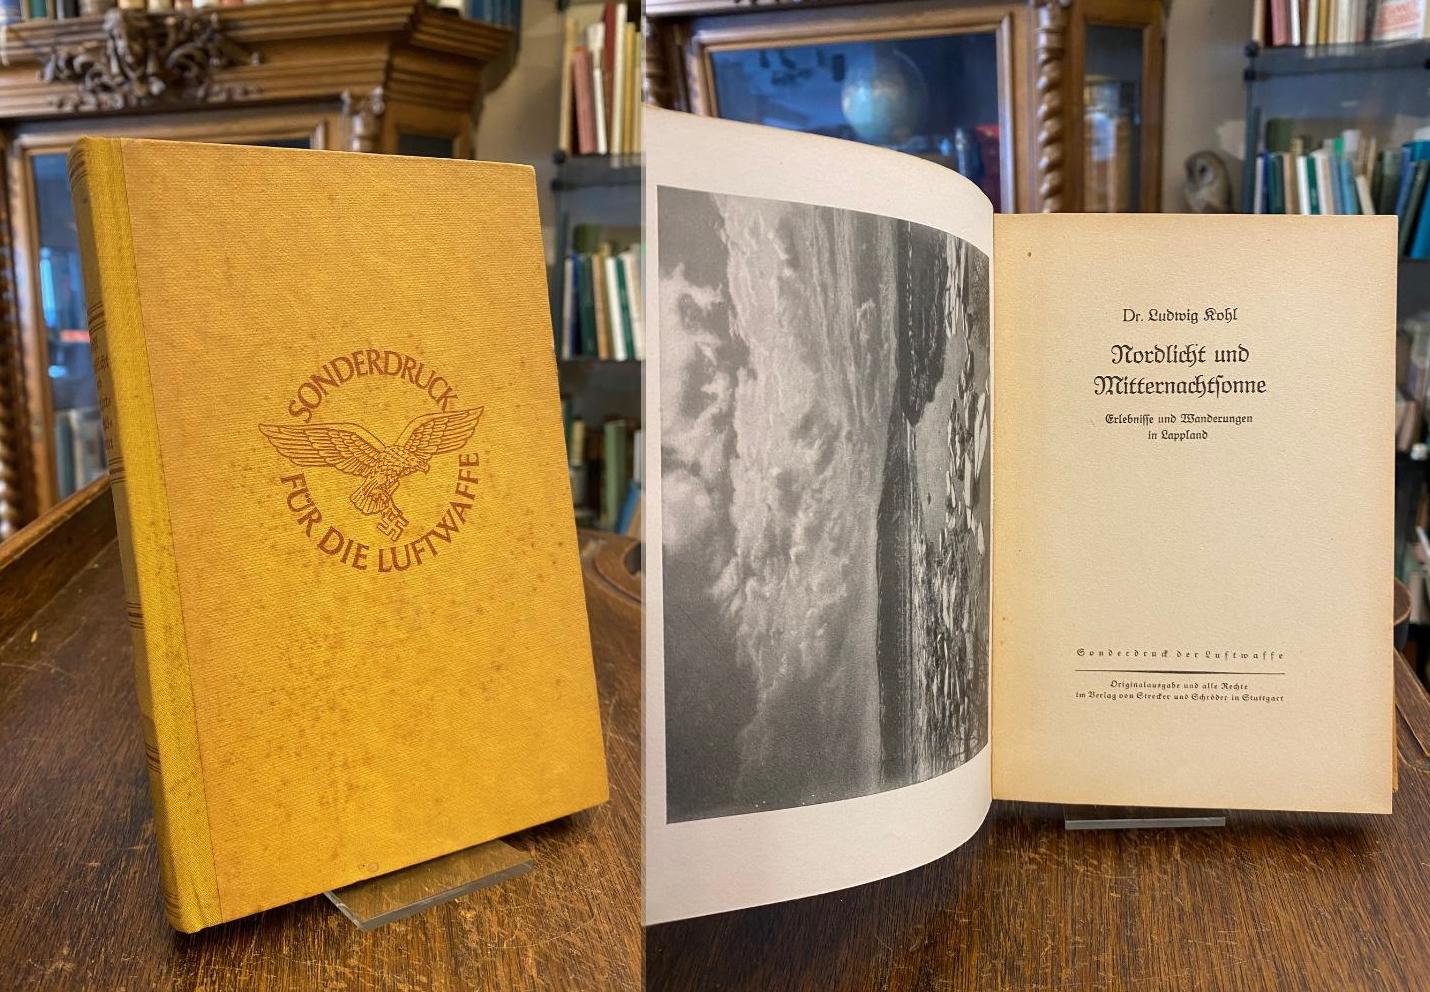 SONDERDRUCK
FÜR DIE LUFTWAFFE
Dr. Ludwig Kohl
Nordlicht und
Mitternachtſonne
Erlebniſſe und Wanderungen
in Lappland
Sonderdruck der Luftwaffe
Originalausgabe und alle Rechte
im Verlag von Strecker und Schröder in Stuttgart